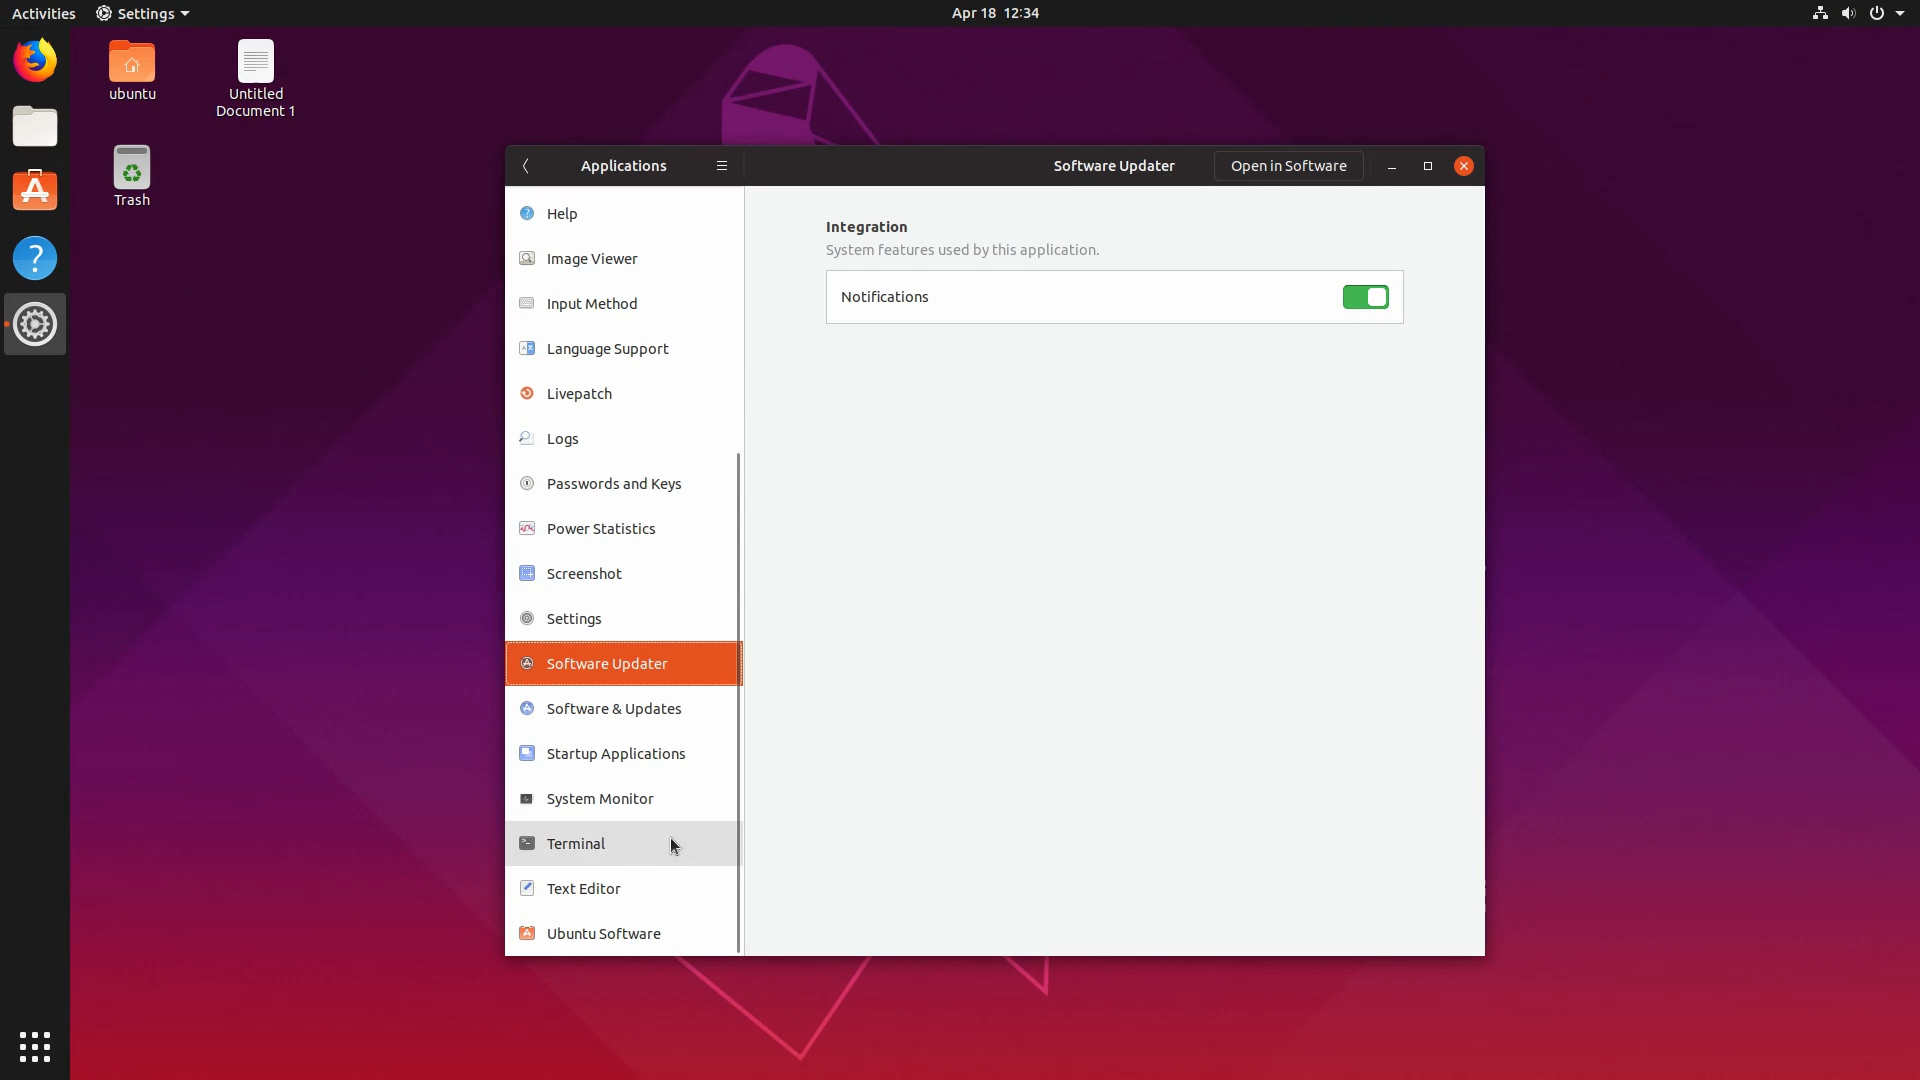 Activities
Settings
Apr 18 12:34
ubuntu
Untitled
Document 1
Trash
Applications
Software Updater
Open in Software
Help
Image Viewer
Input Method
Language Support
Livepatch
Logs
Passwords and Keys
Power Statistics
Screenshot
Settings
Software Updater
Software & Updates
Startup Applications
System Monitor
Terminal
Text Editor
Ubuntu Software
Integration
System features used by this application.
Notifications